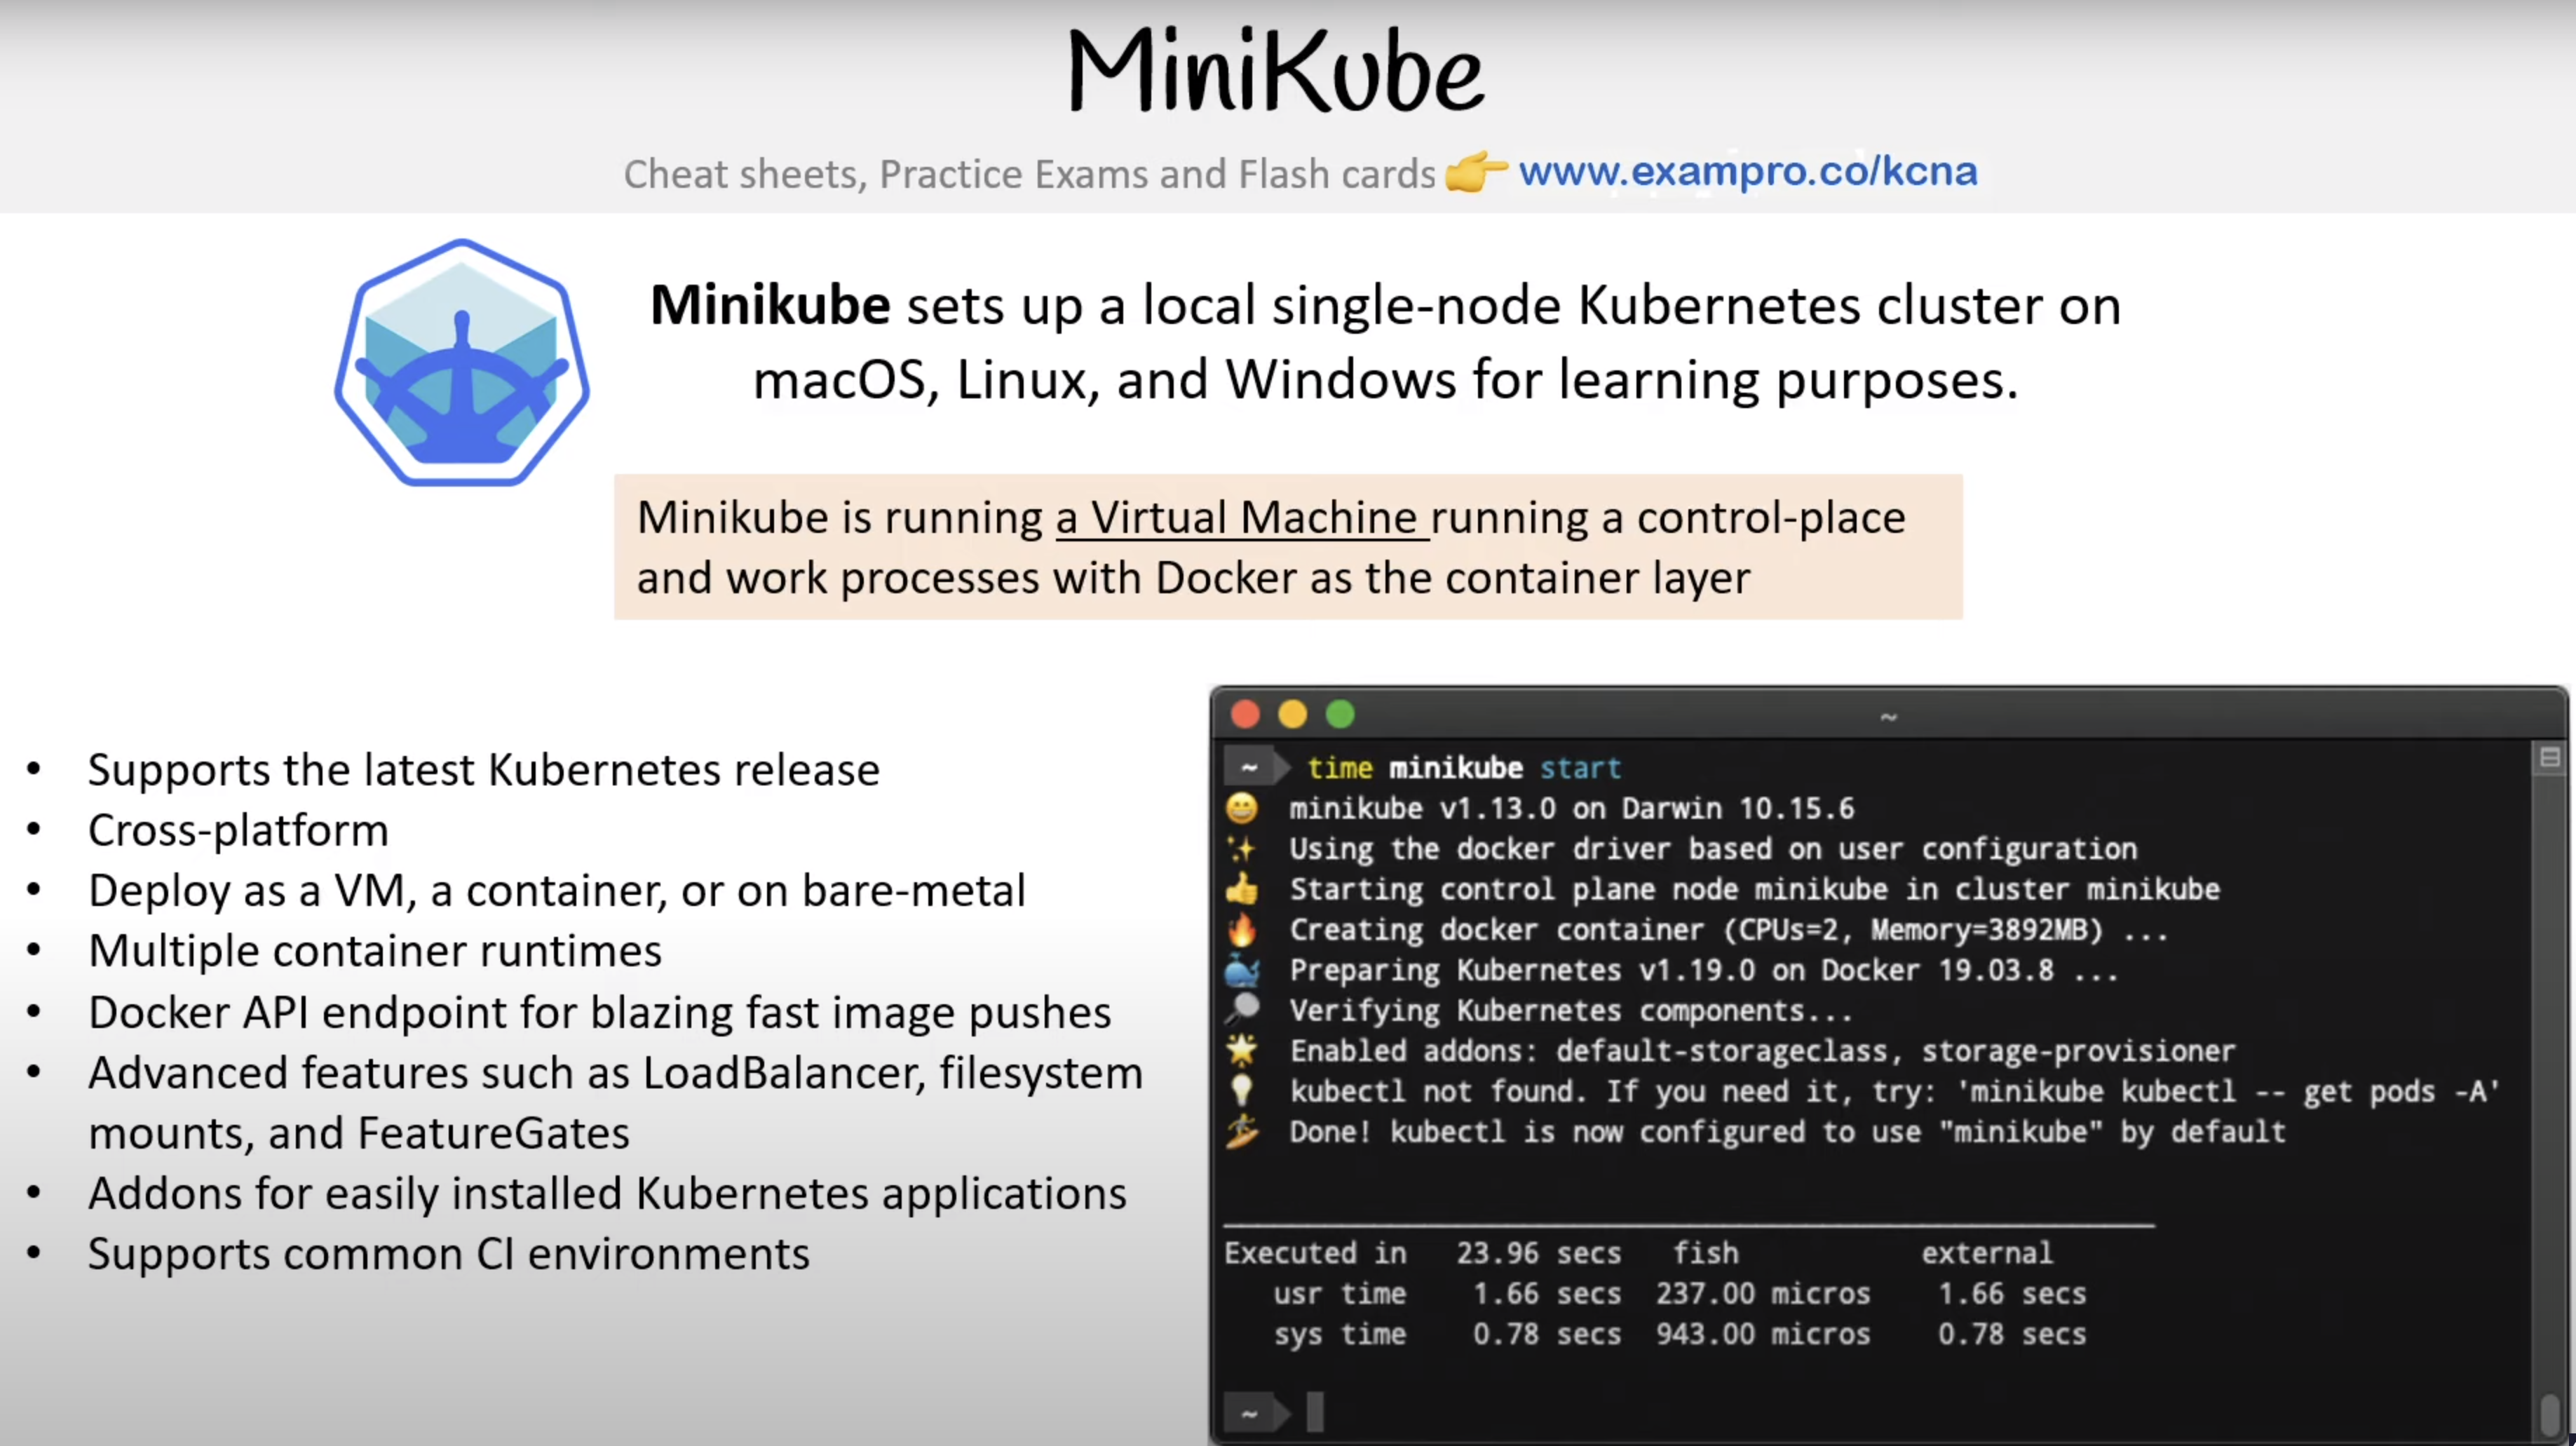 MiniKube
Cheat sheets, Practice Exams and Flash cards 👉 www.exampro.co/kcna
Minikube sets up a local single-node Kubernetes cluster on
macOS, Linux, and Windows for learning purposes.
Minikube is running a Virtual Machine running a control-place
and work processes with Docker as the container layer
• Supports the latest Kubernetes release
• Cross-platform
• Deploy as a VM, a container, or on bare-metal
• Multiple container runtimes
• Docker API endpoint for blazing fast image pushes
• Advanced features such as LoadBalancer, filesystem
mounts, and FeatureGates
• Addons for easily installed Kubernetes applications
• Supports common CI environments
~
~ time minikube start
😄 minikube v1.13.0 on Darwin 10.15.6
✨ Using the docker driver based on user configuration
👍 Starting control plane node minikube in cluster minikube
🔥 Creating docker container (CPUs=2, Memory=3892MB) ...
🐳 Preparing Kubernetes v1.19.0 on Docker 19.03.8 ...
🔎 Verifying Kubernetes components...
🌟 Enabled addons: default-storageclass, storage-provisioner
💡 kubectl not found. If you need it, try: 'minikube kubectl -- get pods -A'
🏄 Done! kubectl is now configured to use "minikube" by default
Executed in 23.96 secs fish external
usr time 1.66 secs 237.00 micros 1.66 secs
sys time 0.78 secs 943.00 micros 0.78 secs
~